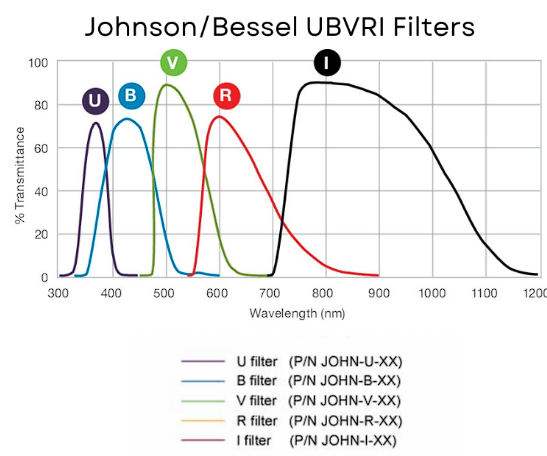 Johnson/Bessel UBVRI Filters
U B V R I
% Transmittance
100
80
60
40
20
0
300 400 500 600 700 800 900 1000 1100 1200
Wavelength (nm)
U filter (P/N JOHN-U-XX)
B filter (P/N JOHN-B-XX)
V filter (P/N JOHN-V-XX)
R filter (P/N JOHN-R-XX)
I filter (P/N JOHN-I-XX)